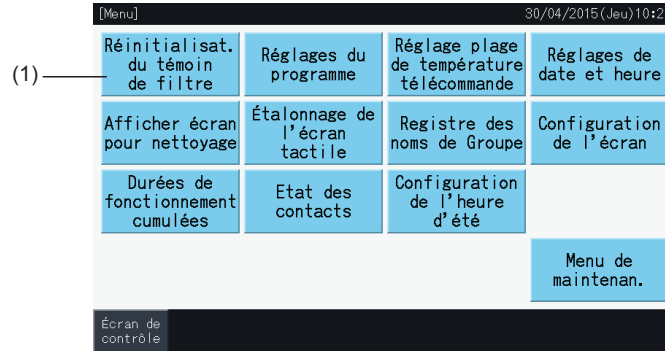 [Menu] 30/04/2015(Jeu)10:2
(1)
Réinitialisat.
du témoin
de filtre
Réglages du
programme
Réglage plage
de température
télécommande
Réglages de
date et heure
Afficher écran
pour nettoyage
Étalonnage de
l'écran
tactile
Registre des
noms de Groupe
Configuration
de l'écran
Durées de
fonctionnement
cumulées
Etat des
contacts
Configuration
de l'heure
d'été
Menu de
maintenan.
Écran de
contrôle